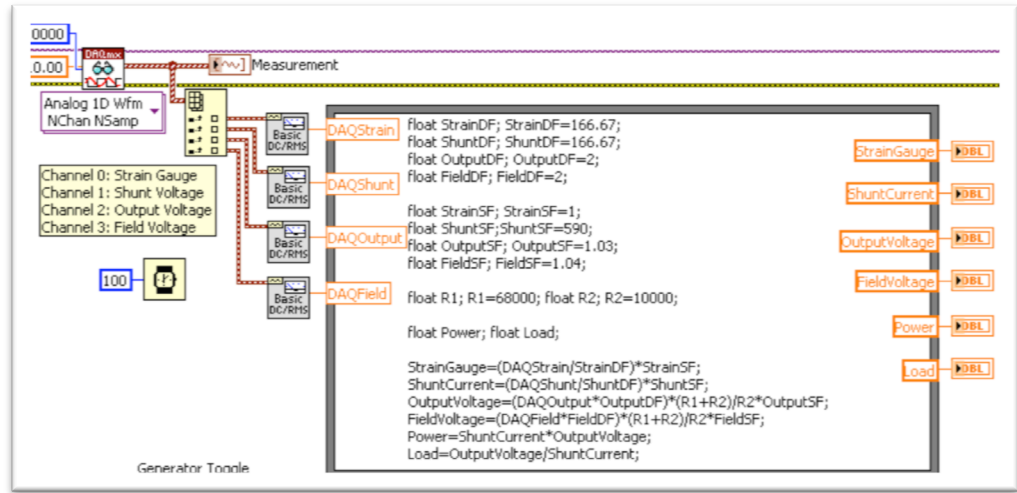 0000
DAQmx
0.00
Measurement
Analog 1D Wfm
NChan NSamp
Channel 0: Strain Gauge
Channel 1: Shunt Voltage
Channel 2: Output Voltage
Channel 3: Field Voltage
100
Basic
DC/RMS
Basic
DC/RMS
Basic
DC/RMS
Basic
DC/RMS
DAQStrain
DAQShunt
DAQOutput
DAQField
float StrainDF; StrainDF=166.67;
float ShuntDF; ShuntDF=166.67;
float OutputDF; OutputDF=2;
float FieldDF; FieldDF=2;
float StrainSF; StrainSF=1;
float ShuntSF;ShuntSF=590;
float OutputSF; OutputSF=1.03;
float FieldSF; FieldSF=1.04;
float R1; R1=68000; float R2; R2=10000;
float Power; float Load;
StrainGauge=(DAQStrain/StrainDF)*StrainSF;
ShuntCurrent=(DAQShunt/ShuntDF)*ShuntSF;
OutputVoltage=(DAQOutput*OutputDF)*(R1+R2)/R2*OutputSF;
FieldVoltage=(DAQField*FieldDF)*(R1+R2)/R2*FieldSF;
Power=ShuntCurrent*OutputVoltage;
Load=OutputVoltage/ShuntCurrent;
StrainGauge DBL
ShuntCurrent DBL
OutputVoltage DBL
FieldVoltage DBL
Power DBL
Load DBL
Generator Toggle